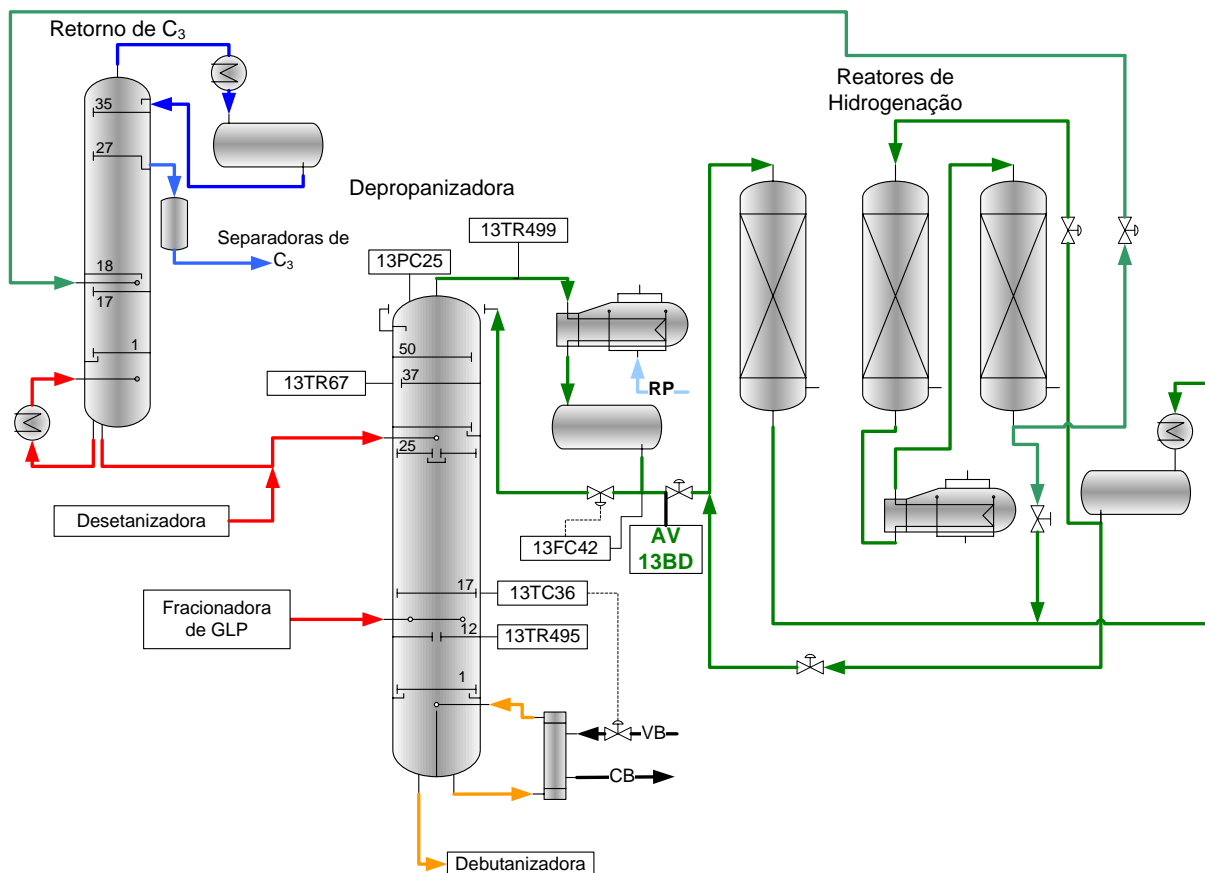 Retorno de C3
Reatores de
Hidrogenação
35
27
Depropanizadora
13TR499
Separadoras de
C3
13PC25
18
17
1
50
37
13TR67
RP
25
Desetanizadora
AV
13BD
13FC42
17
13TC36
Fracionadora
de GLP
12
13TR495
1
VB
CB
Debutanizadora